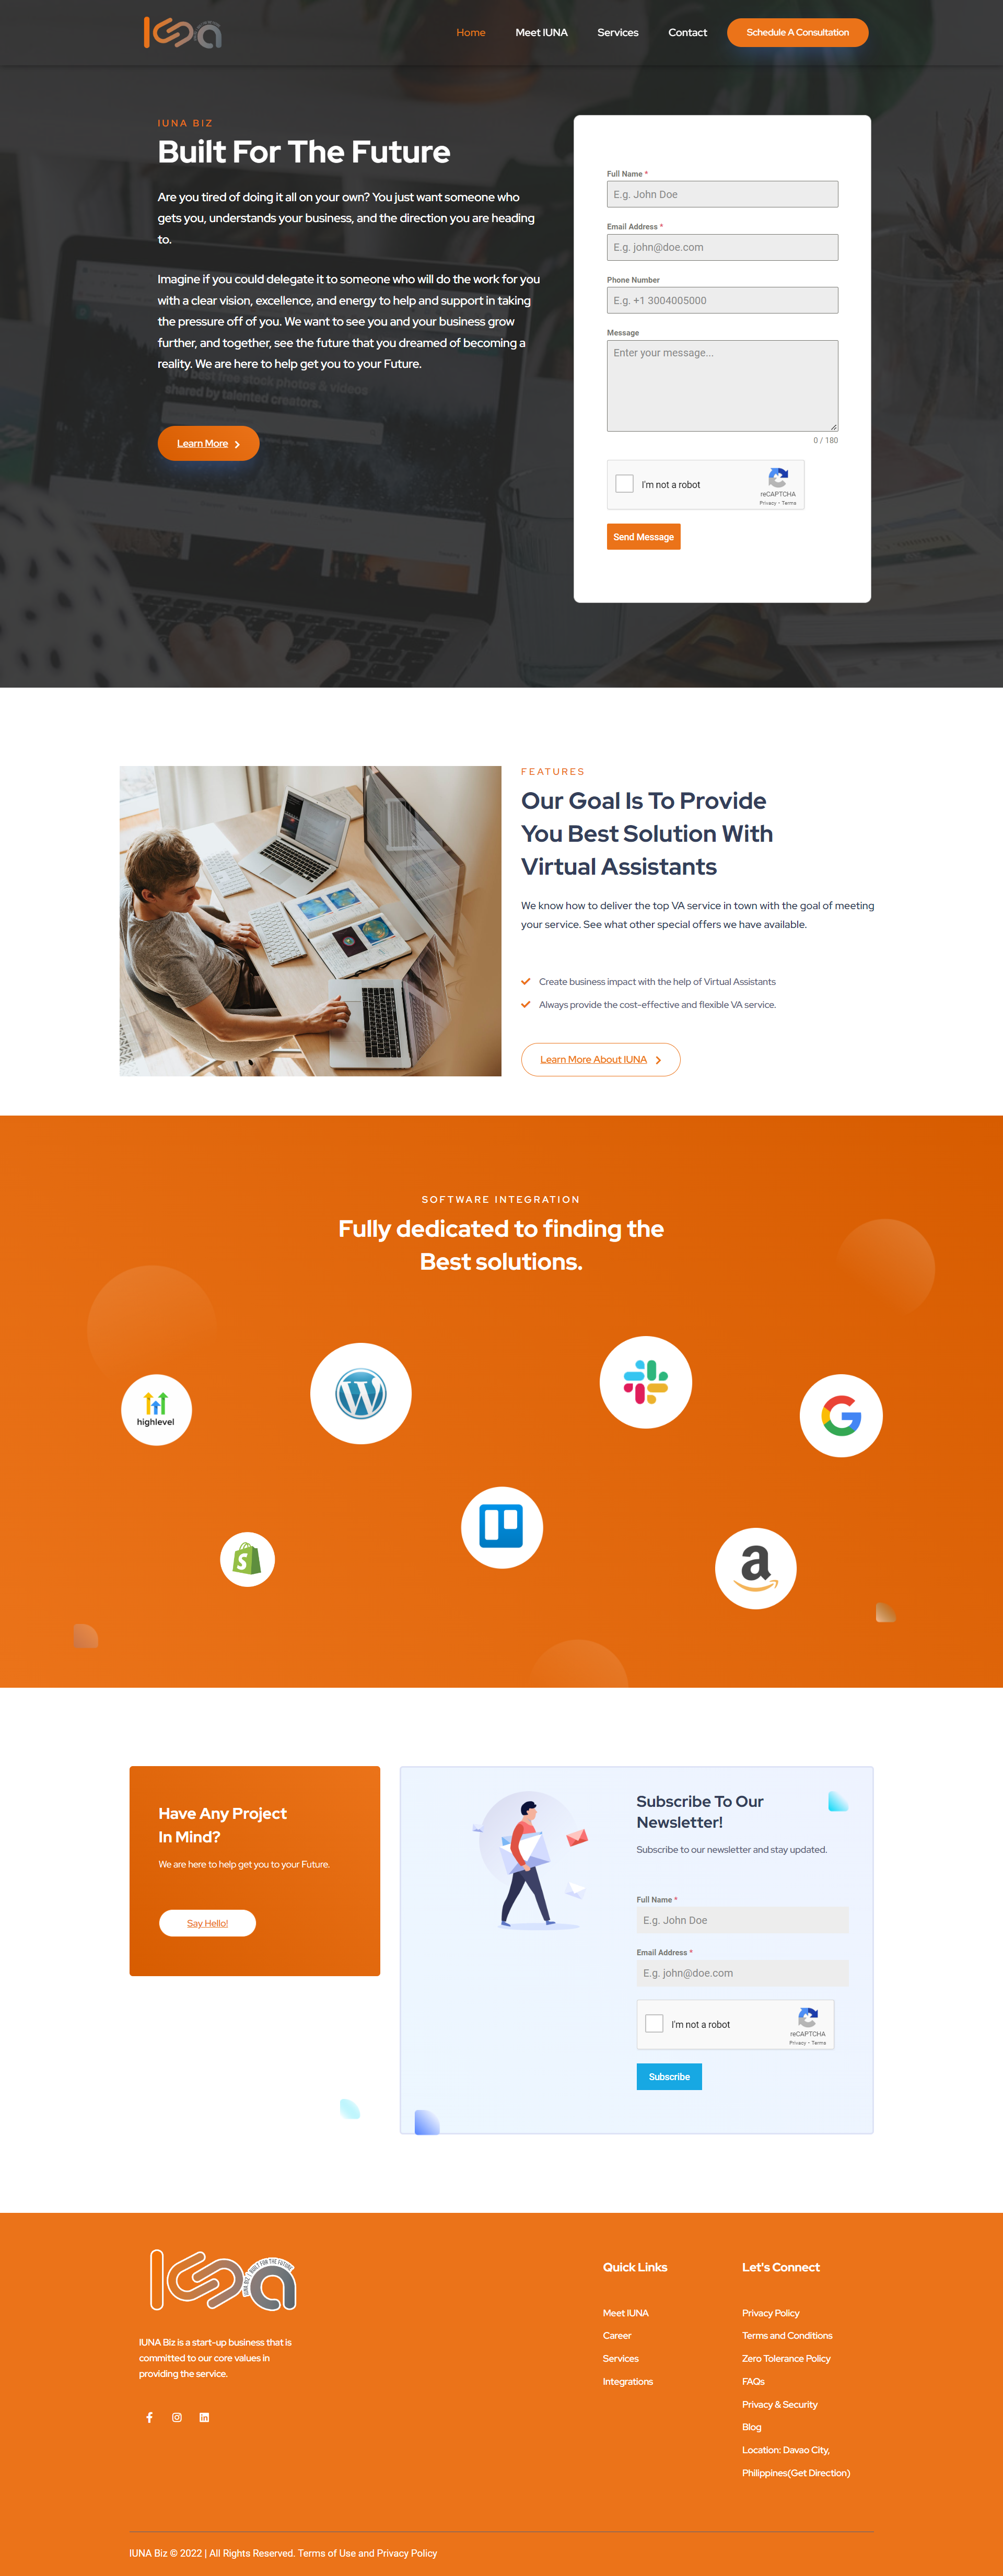 Home
Meet IUNA
Services
Contact
Schedule A Consultation
IUNA BIZ
Built For The Future
Are you tired of doing it all on your own? You just want someone who
gets you, understands your business, and the direction you are heading
to.
Imagine if you could delegate it to someone who will do the work for you
with a clear vision, excellence, and energy to help and support in taking
the pressure off of you. We want to see you and your business grow
further, and together, see the future that you dreamed of becoming a
reality. We are here to help get you to your Future.
The best free stock photos & videos
shared by talented creators.
Learn More
Full Name *
E.g. John Doe
Email Address *
E.g. john@doe.com
Phone Number
E.g. +1 3004005000
Message
Enter your message...
0 / 180
I'm not a robot
reCAPTCHA
Privacy - Terms
Send Message
FEATURES
Our Goal Is To Provide
You Best Solution With
Virtual Assistants
We know how to deliver the top VA service in town with the goal of meeting
your service. See what other special offers we have available.
Create business impact with the help of Virtual Assistants
Always provide the cost-effective and flexible VA service.
Learn More About IUNA
SOFTWARE INTEGRATION
Fully dedicated to finding the
Best solutions.
highlevel
Have Any Project
In Mind?
We are here to help get you to your Future.
Say Hello!
Subscribe To Our
Newsletter!
Subscribe to our newsletter and stay updated.
Full Name *
E.g. John Doe
Email Address *
E.g. john@doe.com
I'm not a robot
reCAPTCHA
Privacy - Terms
Subscribe
IUNA Biz is a start-up business that is
committed to our core values in
providing the service.
Quick Links
Meet IUNA
Career
Services
Integrations
Let's Connect
Privacy Policy
Terms and Conditions
Zero Tolerance Policy
FAQs
Privacy & Security
Blog
Location: Davao City,
Philippines(Get Direction)
IUNA Biz © 2022 | All Rights Reserved. Terms of Use and Privacy Policy